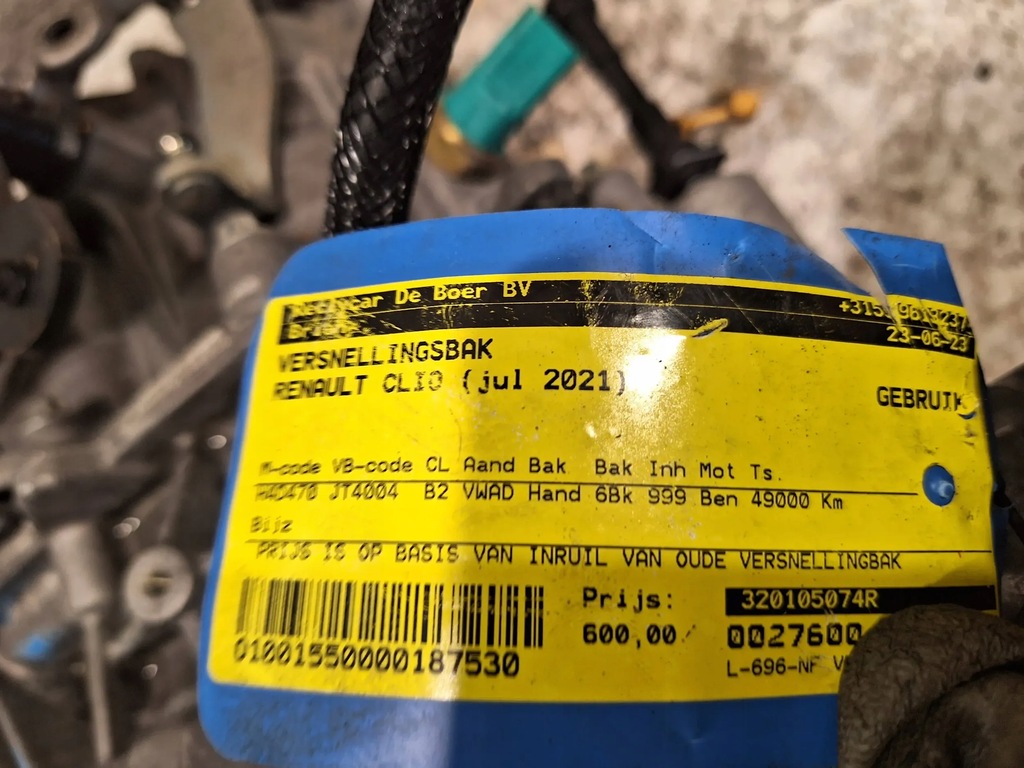 De Boer BV
23-06-23
VERSNELLINGSBAK
RENAULT CLIO (jul 2021)
GEBRUIK
M-code VB-code CL Aand Bak Bak Inh Mot Ts.
H4D470 JT4004 B2 VWAD Hand 6Bk 999 Ben 49000 Km
Bijz
PRIJS IS OP BASIS VAN INRUIL VAN OUDE VERSNELLINGBAK
Prijs: 320105074R
600,00 0027600
01001550000187530
L-696-NF